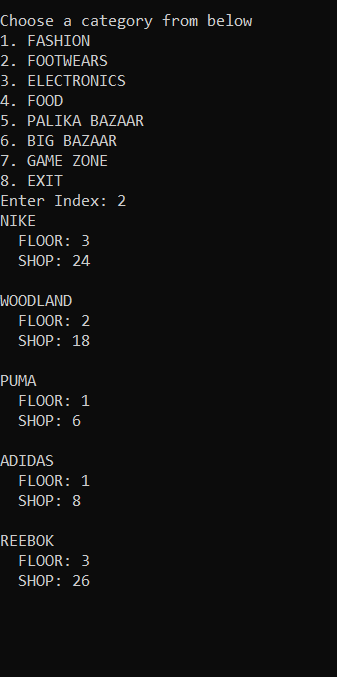 Choose a category from below
1. FASHION
2. FOOTWEARS
3. ELECTRONICS
4. FOOD
5. PALIKA BAZAAR
6. BIG BAZAAR
7. GAME ZONE
8. EXIT
Enter Index: 2
NIKE
  FLOOR: 3
  SHOP: 24

WOODLAND
  FLOOR: 2
  SHOP: 18

PUMA
  FLOOR: 1
  SHOP: 6

ADIDAS
  FLOOR: 1
  SHOP: 8

REEBOK
  FLOOR: 3
  SHOP: 26